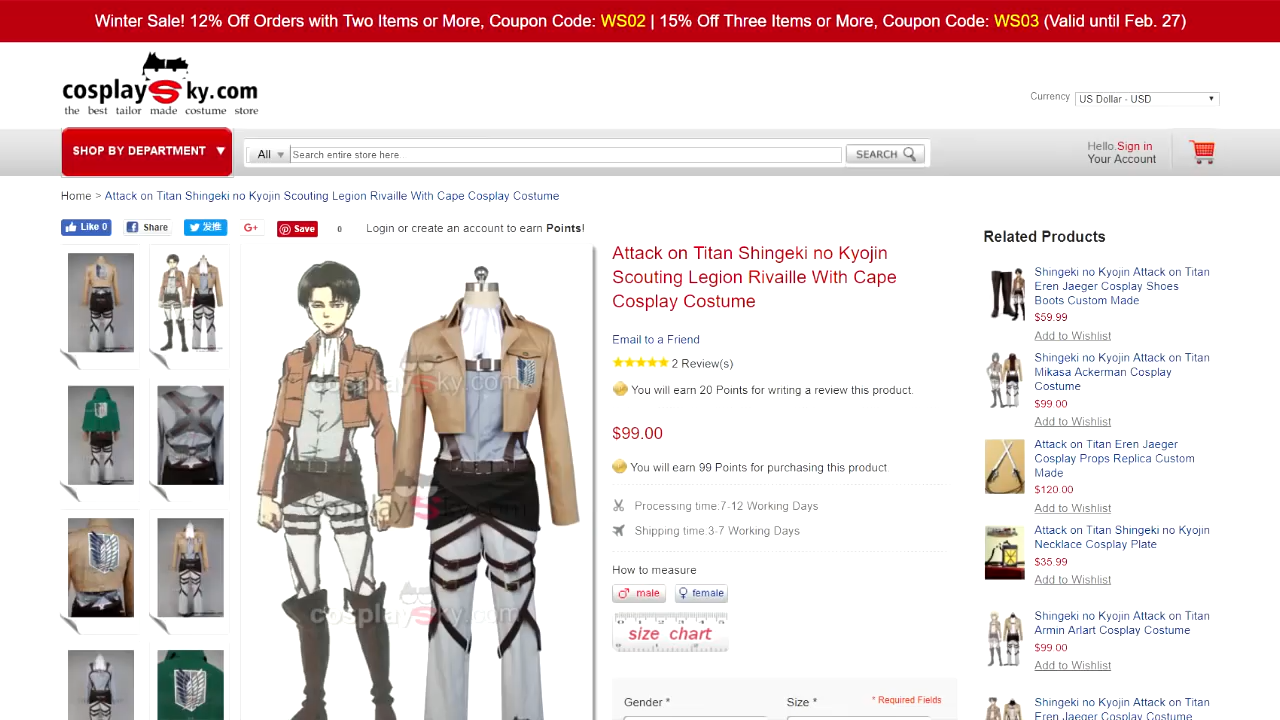 Winter Sale! 12% Off Orders with Two Items or More, Coupon Code: WS02 | 15% Off Three Items or More, Coupon Code: WS03 (Valid until Feb. 27)
cosplaySky.com
the best tailor made costume store
Currency
US Dollar - USD
SHOP BY DEPARTMENT
All
Search entire store here..
SEARCH
Hello.Sign in
Your Account
Home > Attack on Titan Shingeki no Kyojin Scouting Legion Rivaille With Cape Cosplay Costume
Like 0
Share
发推
G+
Save
0
Login or create an account to earn Points!
Attack on Titan Shingeki no Kyojin
Scouting Legion Rivaille With Cape
Cosplay Costume
Email to a Friend
2 Review(s)
You will earn 20 Points for writing a review this product.
$99.00
You will earn 99 Points for purchasing this product.
Processing time:7-12 Working Days
Shipping time:3-7 Working Days
How to measure
male
female
size chart
Gender *
Size *
* Required Fields
cosplaySky.com
cosplaySky.com
cosplaySky.com
Related Products
Shingeki no Kyojin Attack on Titan
Eren Jaeger Cosplay Shoes
Boots Custom Made
$59.99
Add to Wishlist
Shingeki no Kyojin Attack on Titan
Mikasa Ackerman Cosplay
Costume
$99.00
Add to Wishlist
Attack on Titan Eren Jaeger
Cosplay Props Replica Custom
Made
$120.00
Add to Wishlist
Attack on Titan Shingeki no Kyojin
Necklace Cosplay Plate
$35.99
Add to Wishlist
Shingeki no Kyojin Attack on Titan
Armin Arlart Cosplay Costume
$99.00
Add to Wishlist
Shingeki no Kyojin Attack on Titan
Eren Jaeger Cosplay Costume